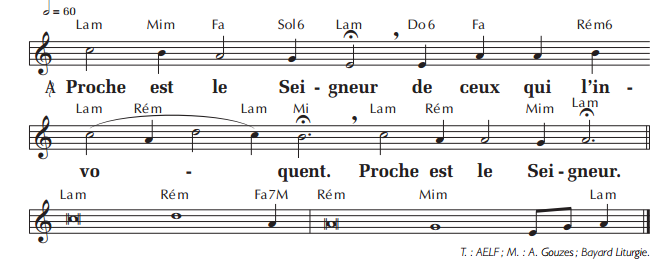 𝅗𝅥 = 60
Lam Mim Fa Sol6 Lam Do6 Fa Rém6
℟ Proche est le Sei - gneur de ceux qui l'in -
Lam Rém Lam Mi Lam Rém Mim Lam
vo - quent. Proche est le Sei - gneur.
Lam Rém Fa7M Rém Mim Lam
T. : AELF ; M. : A. Gouzes ; Bayard Liturgie.